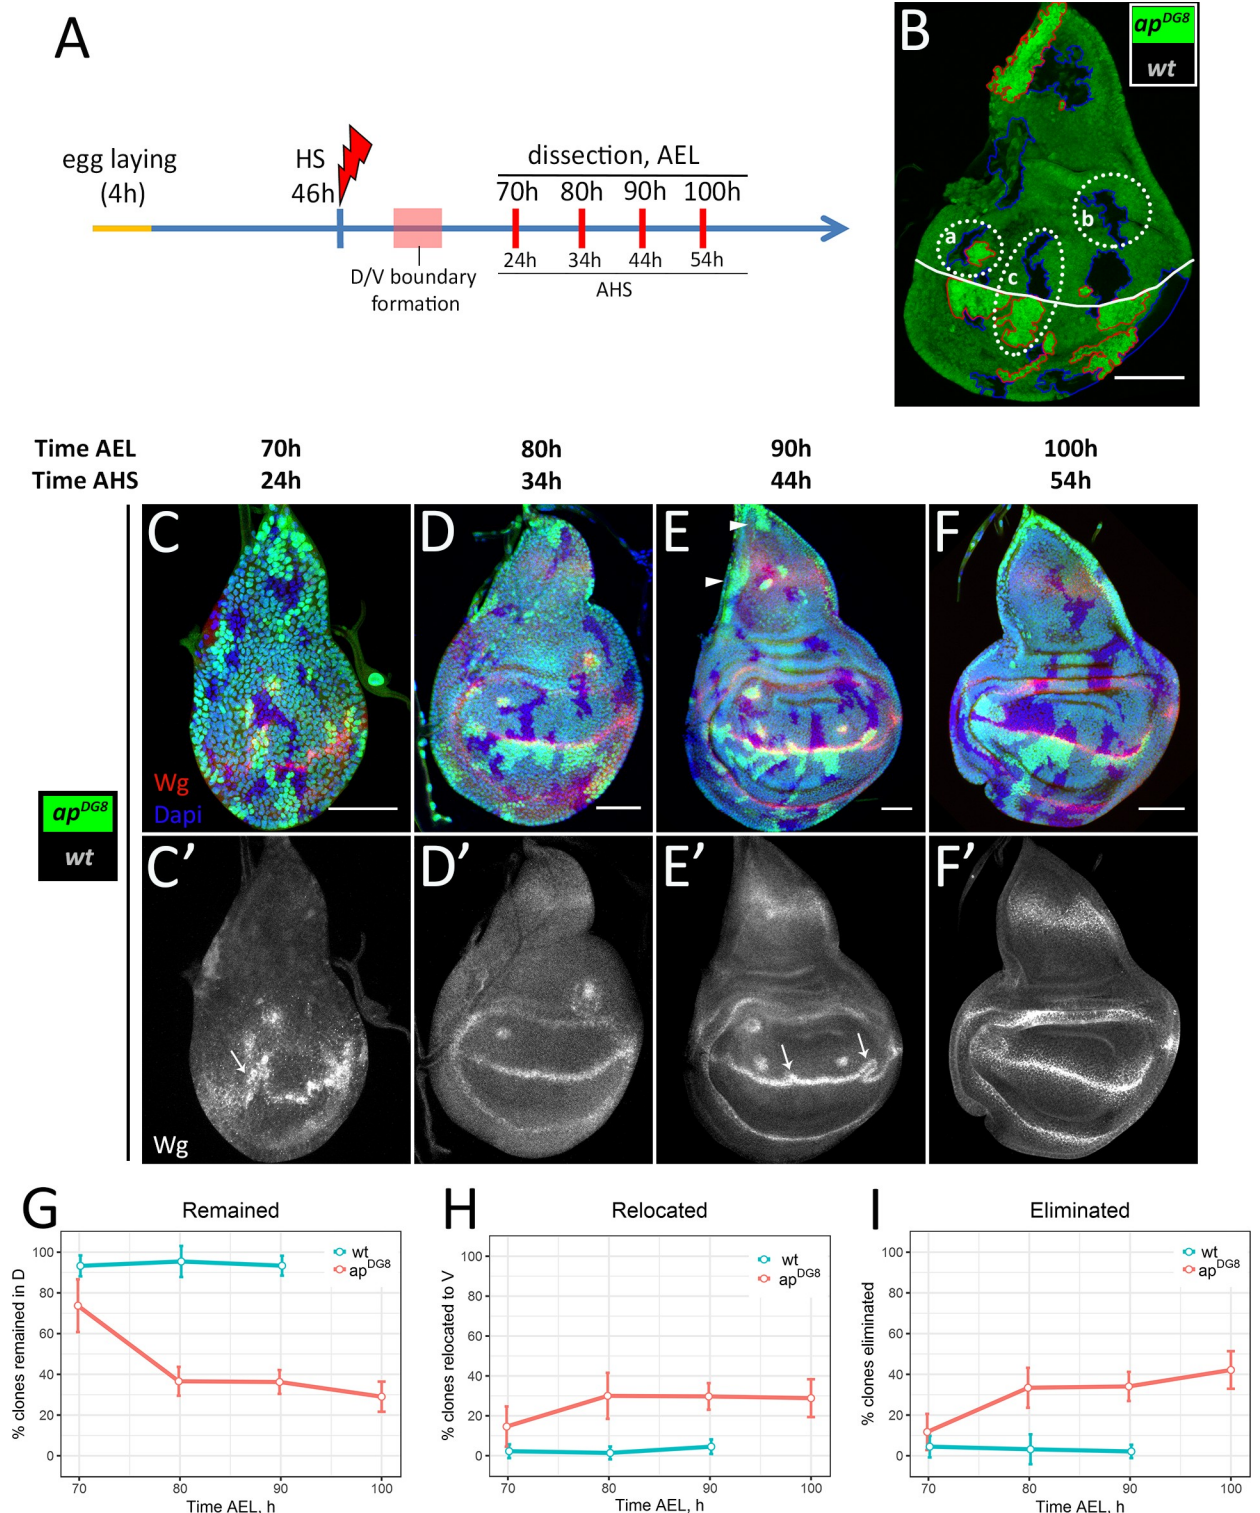 A
egg laying
(4h)
HS
46h
dissection, AEL
70h 80h 90h 100h
D/V boundary
formation
24h 34h 44h 54h
AHS
B
ap^DG8
wt
a
b
c
Time AEL 70h 80h 90h 100h
Time AHS 24h 34h 44h 54h
C D E F
Wg
Dapi
ap^DG8
wt
C’ D’ E’ F’
Wg
G
Remained
% clones remained in D
100
80
60
40
20
0
wt
ap^DG8
70 80 90 100
Time AEL, h
H
Relocated
% clones relocated to V
100
80
60
40
20
0
wt
ap^DG8
70 80 90 100
Time AEL, h
I
Eliminated
% clones eliminated
100
80
60
40
20
0
wt
ap^DG8
70 80 90 100
Time AEL, h